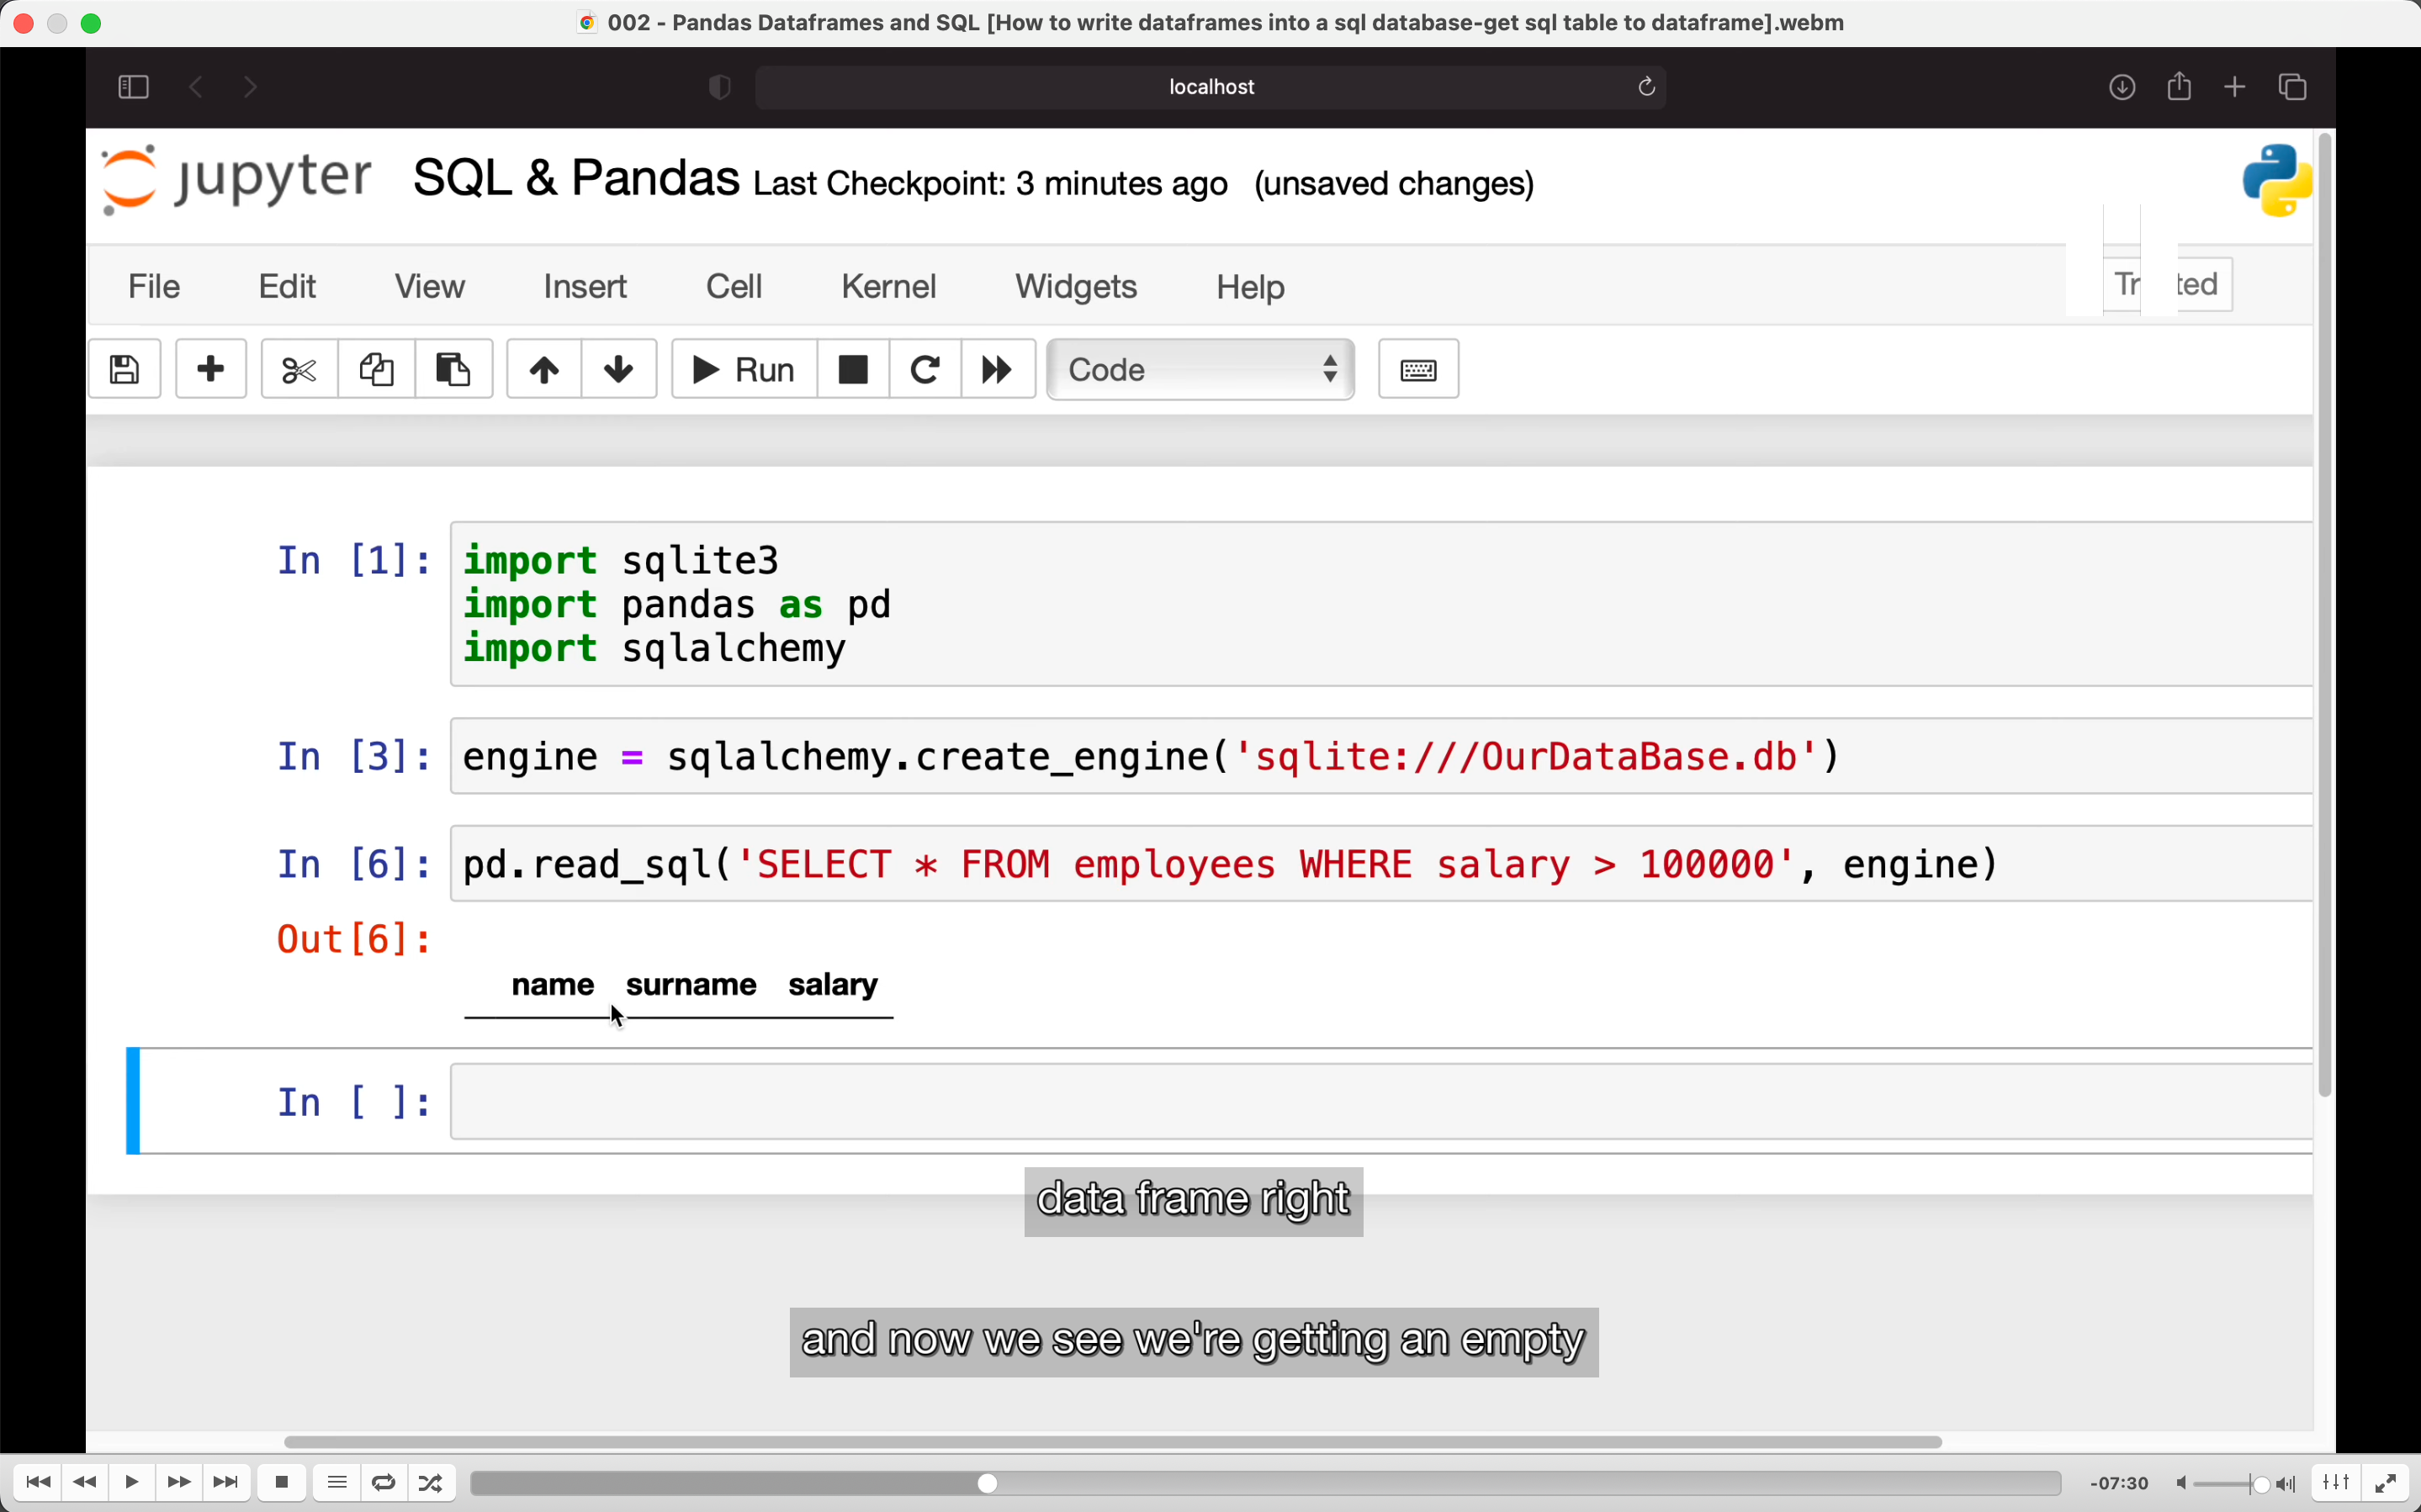 002 - Pandas Dataframes and SQL [How to write dataframes into a sql database-get sql table to dataframe].webm
localhost
jupyter SQL & Pandas Last Checkpoint: 3 minutes ago (unsaved changes)
File Edit View Insert Cell Kernel Widgets Help
Run Code
In [1]: import sqlite3
import pandas as pd
import sqlalchemy
In [3]: engine = sqlalchemy.create_engine('sqlite:///OurDataBase.db')
In [6]: pd.read_sql('SELECT * FROM employees WHERE salary > 100000', engine)
Out[6]:
name surname salary
In [ ]:
data frame right
and now we see we're getting an empty
-07:30